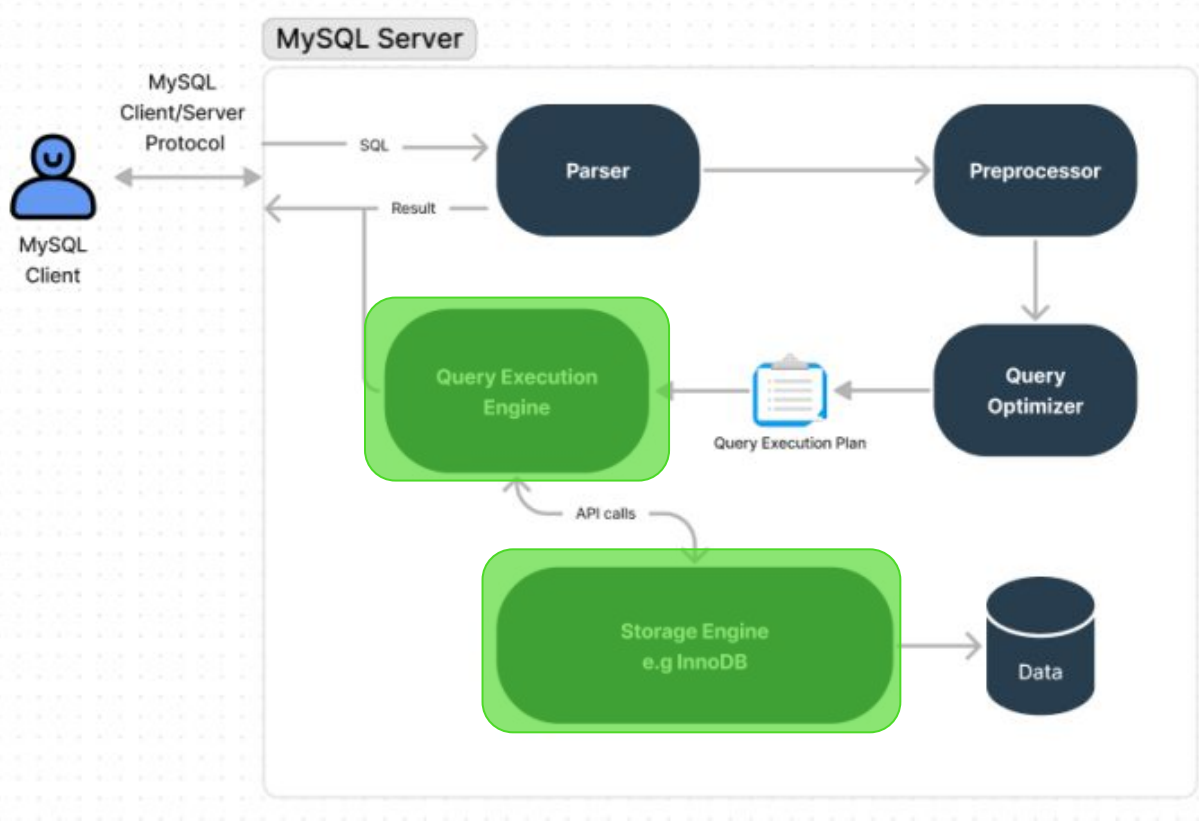 MySQL Server
MySQL
Client/Server
Protocol
MySQL
Client
SQL
Result
Parser
Preprocessor
Query Execution
Engine
Query Execution Plan
Query
Optimizer
API calls
Storage Engine
e.g InnoDB
Data